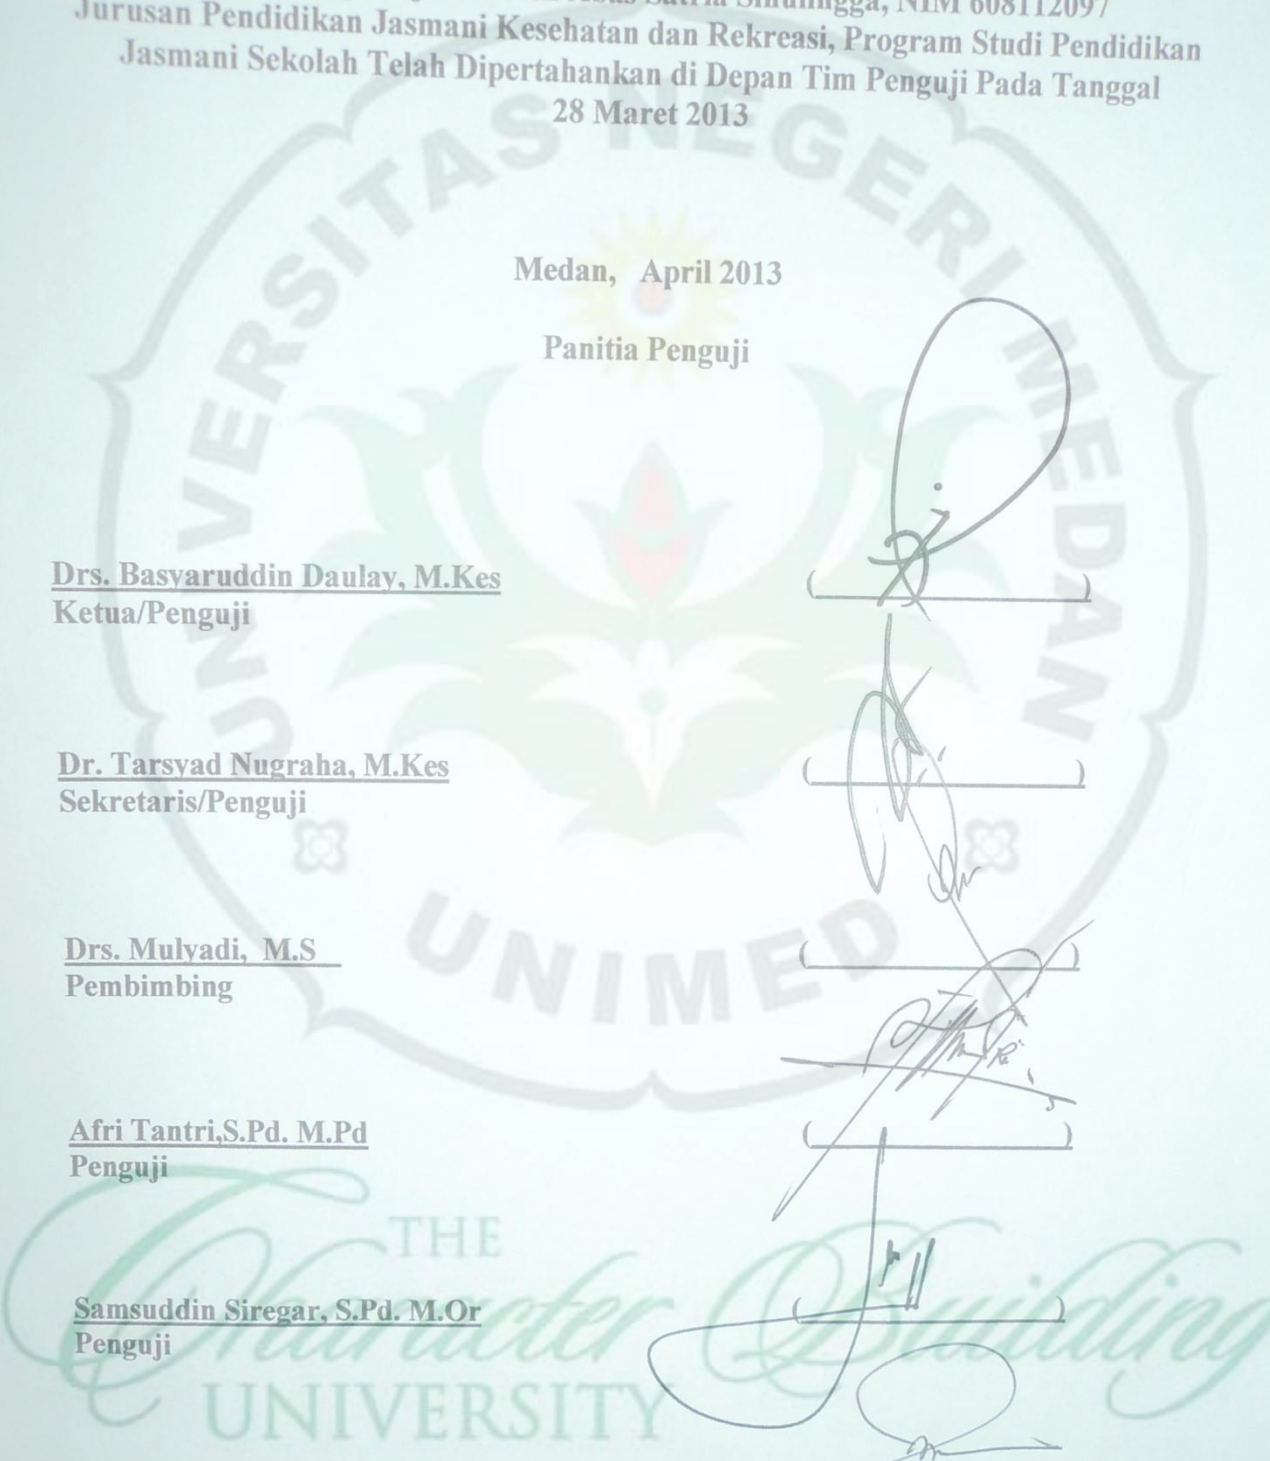 NIM 608112097
Jurusan Pendidikan Jasmani Kesehatan dan Rekreasi, Program Studi Pendidikan
Jasmani Sekolah Telah Dipertahankan di Depan Tim Penguji Pada Tanggal
28 Maret 2013
UNIVERSITAS NEGERI MEDAN
Medan, April 2013
Panitia Penguji
Drs. Basyaruddin Daulay, M.Kes
( )
Ketua/Penguji
Dr. Tarsyad Nugraha, M.Kes
( )
Sekretaris/Penguji
UNIMED
Drs. Mulyadi, M.S
( )
Pembimbing
Afri Tantri,S.Pd. M.Pd
( )
Penguji
THE
Character Building
UNIVERSITY
Samsuddin Siregar, S.Pd. M.Or
( )
Penguji